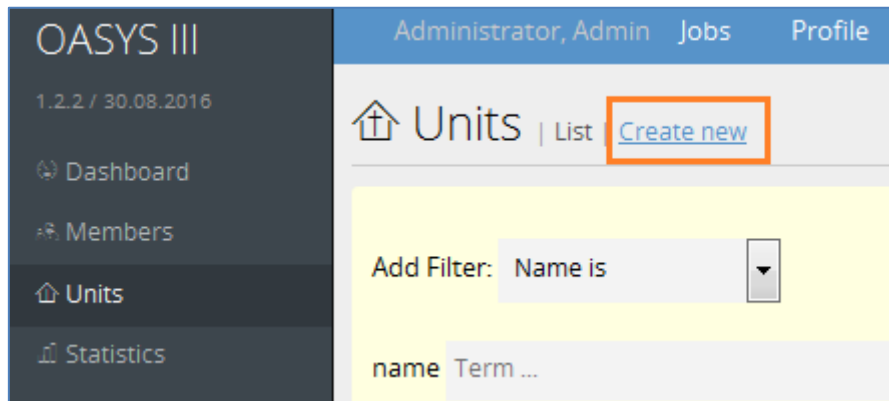 OASYS III
1.2.2 / 30.08.2016
Dashboard
Members
Units
Statistics
Administrator, Admin Jobs Profile
Units | List | Create new
Add Filter: Name is
name Term ...